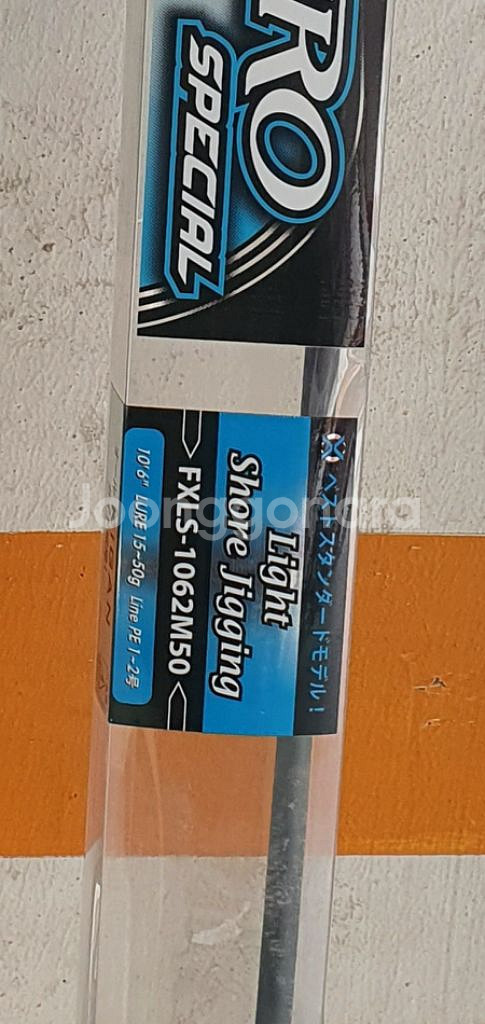 RO
SPECIAL
ベストスタンダードモデル！
Light
Shore Jigging
FXLS-1062M50
10'6" LURE 15~50g Line PE 1~2号
Joonggonara